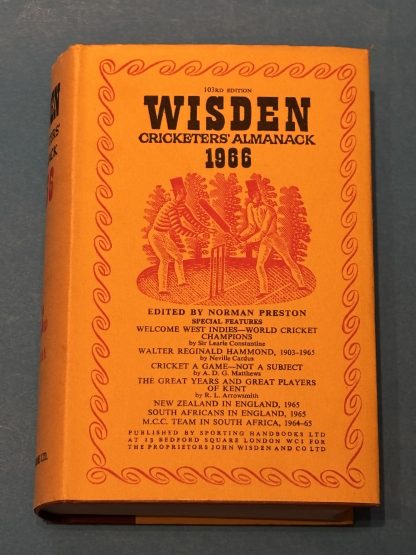 103RD EDITION
WISDEN
CRICKETERS' ALMANACK
1966
EDITED BY NORMAN PRESTON
SPECIAL FEATURES
WELCOME WEST INDIES—WORLD CRICKET
CHAMPIONS
by Sir Learie Constantine
WALTER REGINALD HAMMOND, 1903-1965
by Neville Cardus
CRICKET A GAME—NOT A SUBJECT
by A. D. G. Matthews
THE GREAT YEARS AND GREAT PLAYERS
OF KENT
by R. L. Arrowsmith
NEW ZEALAND IN ENGLAND, 1965
SOUTH AFRICANS IN ENGLAND, 1965
M.C.C. TEAM IN SOUTH AFRICA, 1964-65
PUBLISHED BY SPORTING HANDBOOKS LTD
AT 13 BEDFORD SQUARE LONDON WC1 FOR
THE PROPRIETORS JOHN WISDEN AND CO LTD